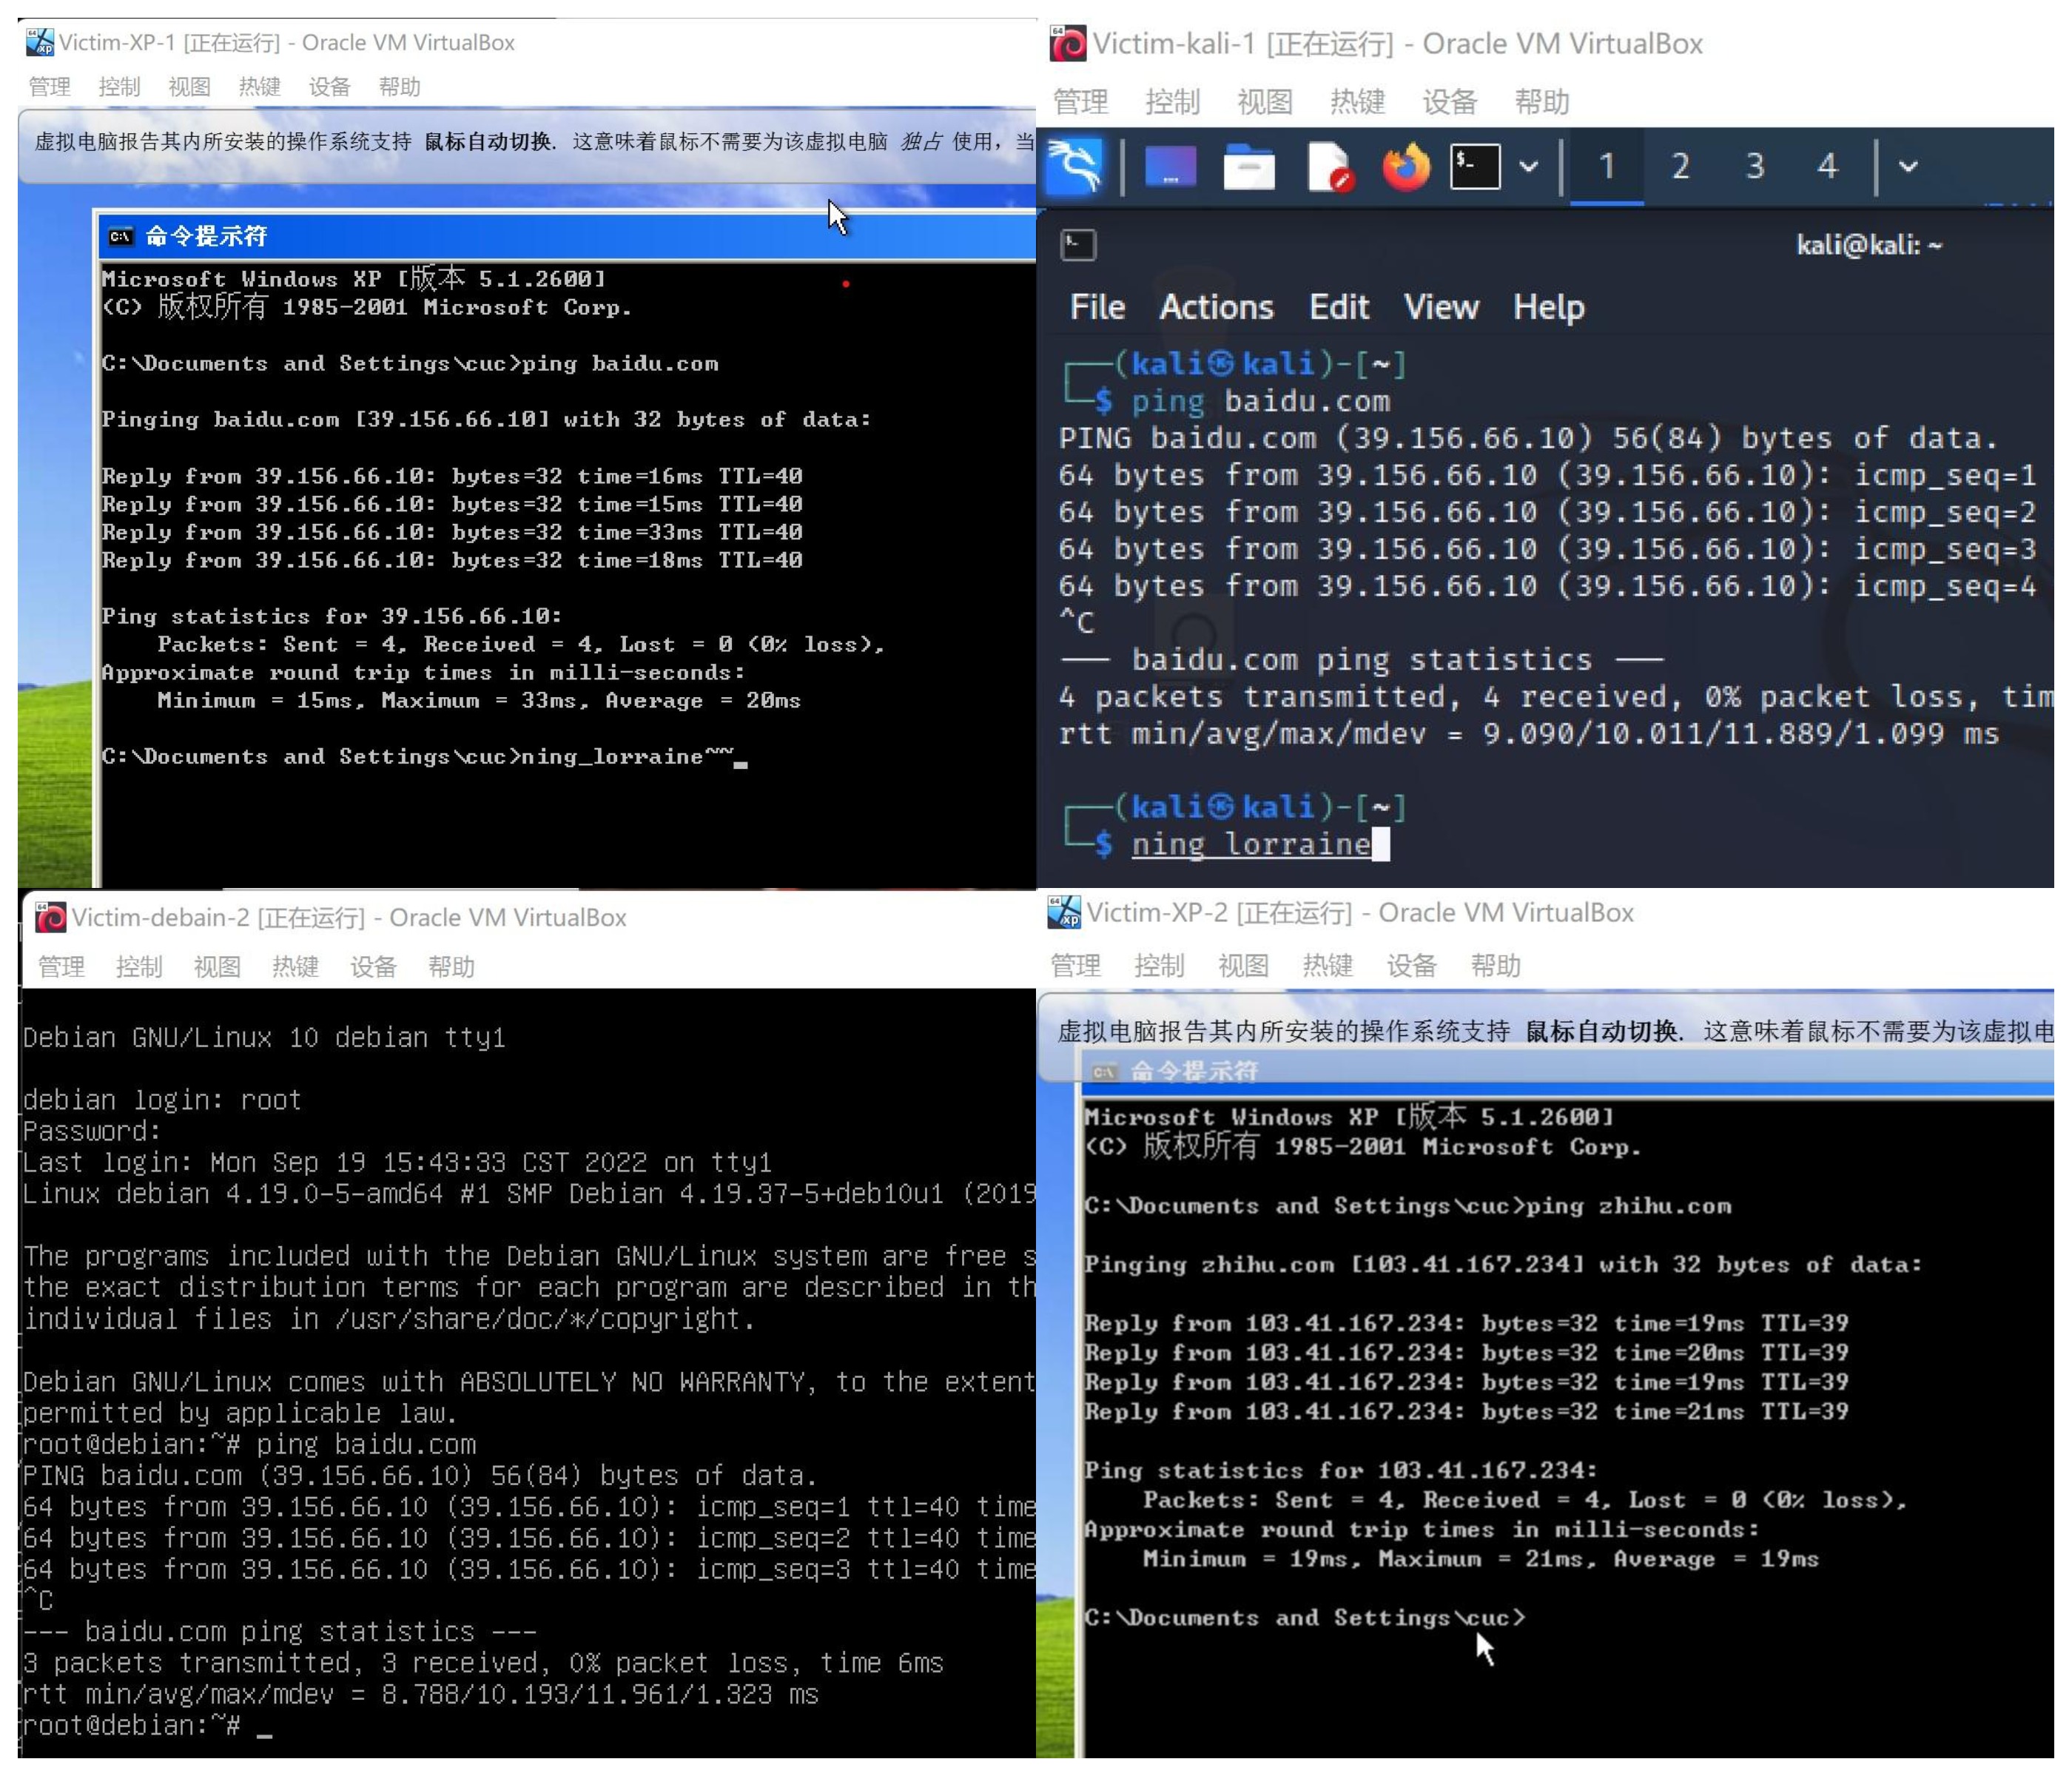 Victim-XP-1 [正在运行] - Oracle VM VirtualBox
管理 控制 视图 热键 设备 帮助
虚拟电脑报告其内所安装的操作系统支持 鼠标自动切换. 这意味着鼠标不需要为该虚拟电脑 独占 使用，当
命令提示符
Microsoft Windows XP [版本 5.1.2600]
(C) 版权所有 1985-2001 Microsoft Corp.
C:\Documents and Settings\cuc>ping baidu.com
Pinging baidu.com [39.156.66.10] with 32 bytes of data:
Reply from 39.156.66.10: bytes=32 time=16ms TTL=40
Reply from 39.156.66.10: bytes=32 time=15ms TTL=40
Reply from 39.156.66.10: bytes=32 time=33ms TTL=40
Reply from 39.156.66.10: bytes=32 time=18ms TTL=40
Ping statistics for 39.156.66.10:
Packets: Sent = 4, Received = 4, Lost = 0 (0% loss),
Approximate round trip times in milli-seconds:
Minimum = 15ms, Maximum = 33ms, Average = 20ms
C:\Documents and Settings\cuc>ning_lorraine~~_
Victim-kali-1 [正在运行] - Oracle VM VirtualBox
管理 控制 视图 热键 设备 帮助
1 2 3 4
kali@kali: ~
File Actions Edit View Help
(kali㉿kali)-[~]
$ ping baidu.com
PING baidu.com (39.156.66.10) 56(84) bytes of data.
64 bytes from 39.156.66.10 (39.156.66.10): icmp_seq=1
64 bytes from 39.156.66.10 (39.156.66.10): icmp_seq=2
64 bytes from 39.156.66.10 (39.156.66.10): icmp_seq=3
64 bytes from 39.156.66.10 (39.156.66.10): icmp_seq=4
^C
— baidu.com ping statistics —
4 packets transmitted, 4 received, 0% packet loss, tim
rtt min/avg/max/mdev = 9.090/10.011/11.889/1.099 ms
(kali㉿kali)-[~]
$ ning_lorraine
Victim-debain-2 [正在运行] - Oracle VM VirtualBox
管理 控制 视图 热键 设备 帮助
Debian GNU/Linux 10 debian tty1
debian login: root
Password:
Last login: Mon Sep 19 15:43:33 CST 2022 on tty1
Linux debian 4.19.0-5-amd64 #1 SMP Debian 4.19.37-5+deb10u1 (2019
The programs included with the Debian GNU/Linux system are free s
the exact distribution terms for each program are described in th
individual files in /usr/share/doc/*/copyright.
Debian GNU/Linux comes with ABSOLUTELY NO WARRANTY, to the extent
permitted by applicable law.
root@debian:~# ping baidu.com
PING baidu.com (39.156.66.10) 56(84) bytes of data.
64 bytes from 39.156.66.10 (39.156.66.10): icmp_seq=1 ttl=40 time
64 bytes from 39.156.66.10 (39.156.66.10): icmp_seq=2 ttl=40 time
64 bytes from 39.156.66.10 (39.156.66.10): icmp_seq=3 ttl=40 time
^C
--- baidu.com ping statistics ---
3 packets transmitted, 3 received, 0% packet loss, time 6ms
rtt min/avg/max/mdev = 8.788/10.193/11.961/1.323 ms
root@debian:~# _
Victim-XP-2 [正在运行] - Oracle VM VirtualBox
管理 控制 视图 热键 设备 帮助
虚拟电脑报告其内所安装的操作系统支持 鼠标自动切换. 这意味着鼠标不需要为该虚拟电
命令提示符
Microsoft Windows XP [版本 5.1.2600]
(C) 版权所有 1985-2001 Microsoft Corp.
C:\Documents and Settings\cuc>ping zhihu.com
Pinging zhihu.com [103.41.167.234] with 32 bytes of data:
Reply from 103.41.167.234: bytes=32 time=19ms TTL=39
Reply from 103.41.167.234: bytes=32 time=20ms TTL=39
Reply from 103.41.167.234: bytes=32 time=19ms TTL=39
Reply from 103.41.167.234: bytes=32 time=21ms TTL=39
Ping statistics for 103.41.167.234:
Packets: Sent = 4, Received = 4, Lost = 0 (0% loss),
Approximate round trip times in milli-seconds:
Minimum = 19ms, Maximum = 21ms, Average = 19ms
C:\Documents and Settings\cuc>